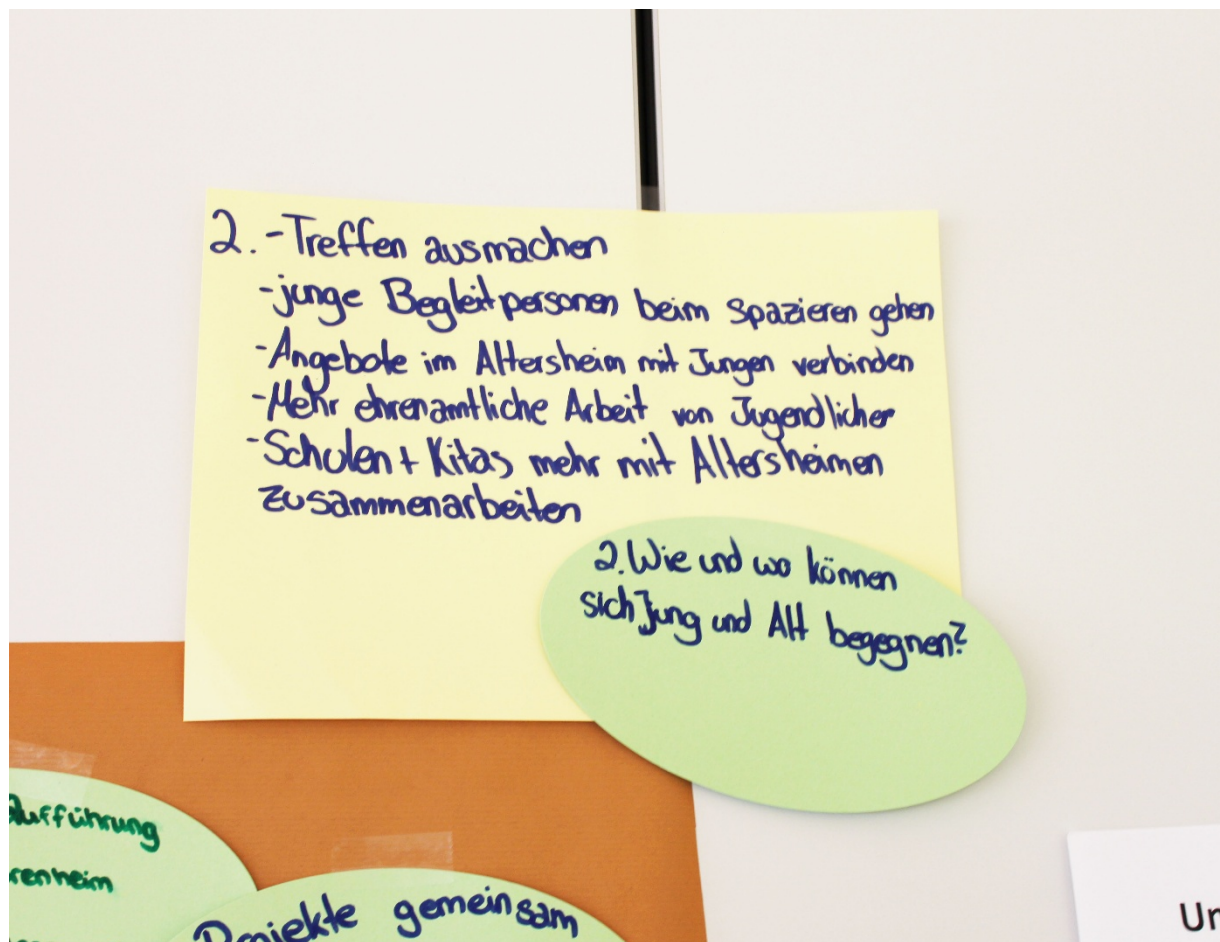 2. -Treffen ausmachen
-junge Begleitpersonen beim Spazieren gehen
-Angebote im Altersheim mit Jungen verbinden
-Mehr ehrenamtliche Arbeit von Jugendlicher
-Schulen + Kitas mehr mit Altersheimen
zusammenarbeiten
2. Wie und wo können
sich Jung und Alt begegnen?
Aufführung
renheim
Projekte gemeinsam
Un